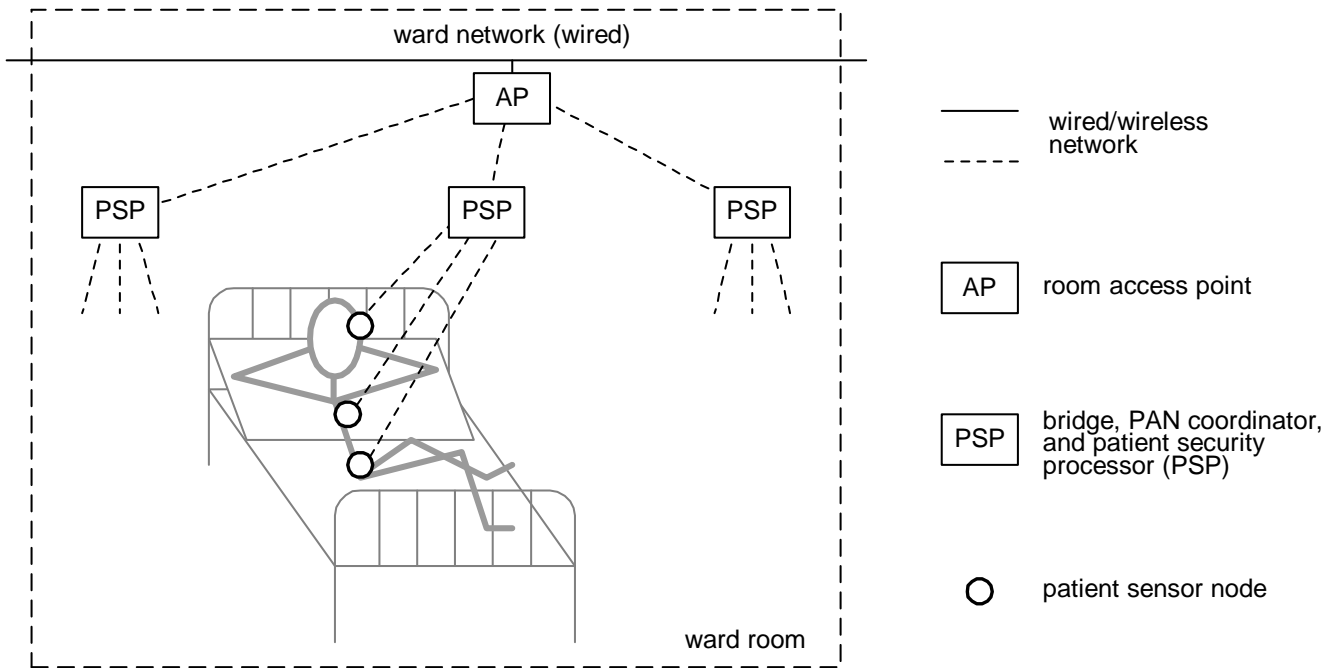 ward network (wired)
AP
PSP
PSP
PSP
ward room
wired/wireless
network
AP
room access point
PSP
bridge, PAN coordinator,
and patient security
processor (PSP)
patient sensor node